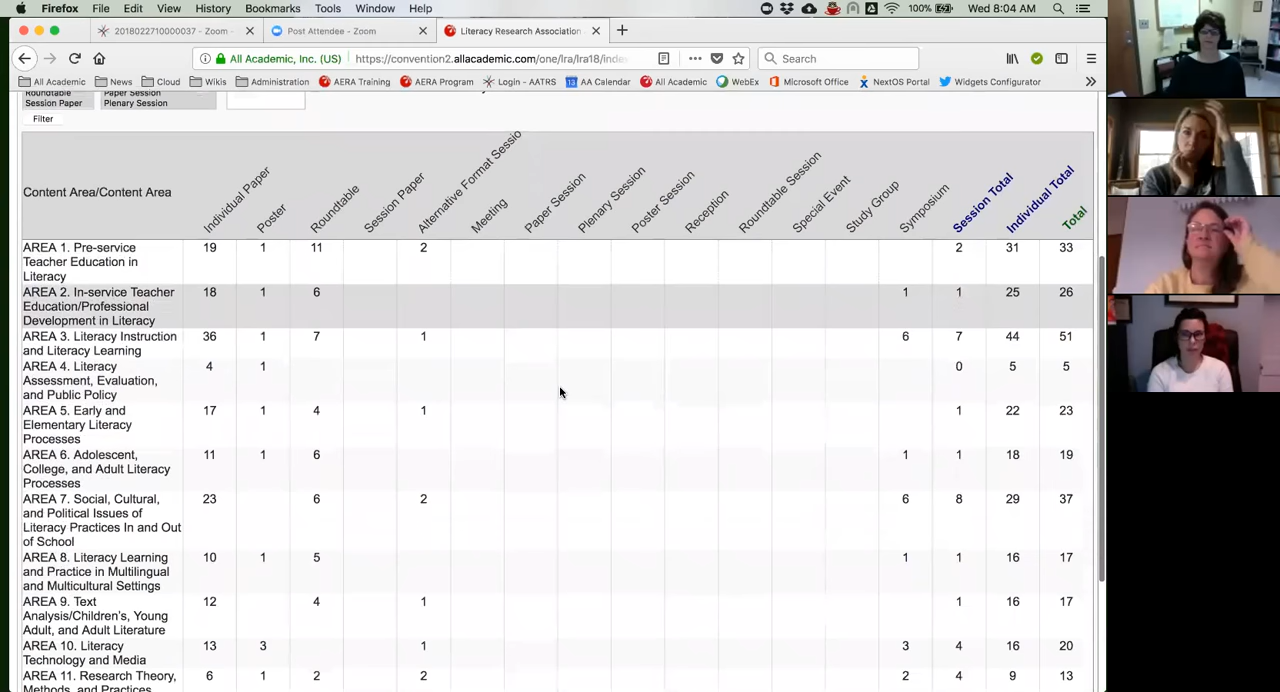 Firefox File Edit View History Bookmarks Tools Window Help 100% Wed 8:04 AM
2018022710000037 - Zoom - Post Attendee - Zoom Literacy Research Association
All Academic, Inc. (US) https://convention2.allacademic.com/one/lra/lra18/inde Search
All Academic News Cloud Wikis Administration AERA Training AERA Program Login - AATRS AA Calendar All Academic WebEx Microsoft Office NextOS Portal Widgets Configurator
Roundtable Paper Session
Session Paper Plenary Session
Filter
Content Area/Content Area Individual Paper Poster Roundtable Session Paper Alternative Format Sessio Meeting Paper Session Plenary Session Poster Session Reception Roundtable Session Special Event Study Group Symposium Session Total Individual Total Total
AREA 1. Pre-service 19 1 11 2 2 31 33
Teacher Education in
Literacy
AREA 2. In-service Teacher 18 1 6 1 1 25 26
Education/Professional
Development in Literacy
AREA 3. Literacy Instruction 36 1 7 1 6 7 44 51
and Literacy Learning
AREA 4. Literacy 4 1 0 5 5
Assessment, Evaluation,
and Public Policy
AREA 5. Early and 17 1 4 1 1 22 23
Elementary Literacy
Processes
AREA 6. Adolescent, 11 1 6 1 1 18 19
College, and Adult Literacy
Processes
AREA 7. Social, Cultural, 23 6 2 6 8 29 37
and Political Issues of
Literacy Practices In and Out
of School
AREA 8. Literacy Learning 10 1 5 1 1 16 17
and Practice in Multilingual
and Multicultural Settings
AREA 9. Text 12 4 1 1 16 17
Analysis/Children's, Young
Adult, and Adult Literature
AREA 10. Literacy 13 3 1 3 4 16 20
Technology and Media
AREA 11. Research Theory, 6 1 2 2 2 4 9 13
Methods, and Practices